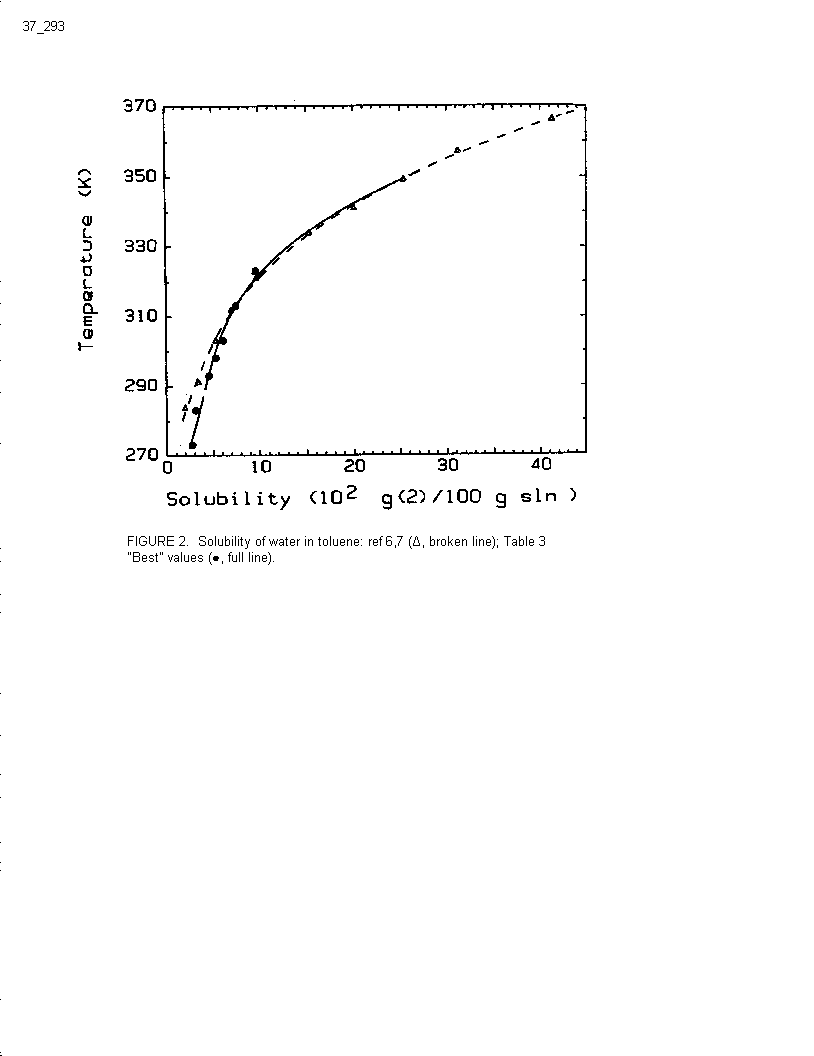 37_293
370
350
330
310
290
270
Temperature (K)
0 10 20 30 40
Solubility (10² g(2)/100 g sln )
FIGURE 2. Solubility of water in toluene: ref 6,7 (Δ, broken line); Table 3
"Best" values (●, full line).